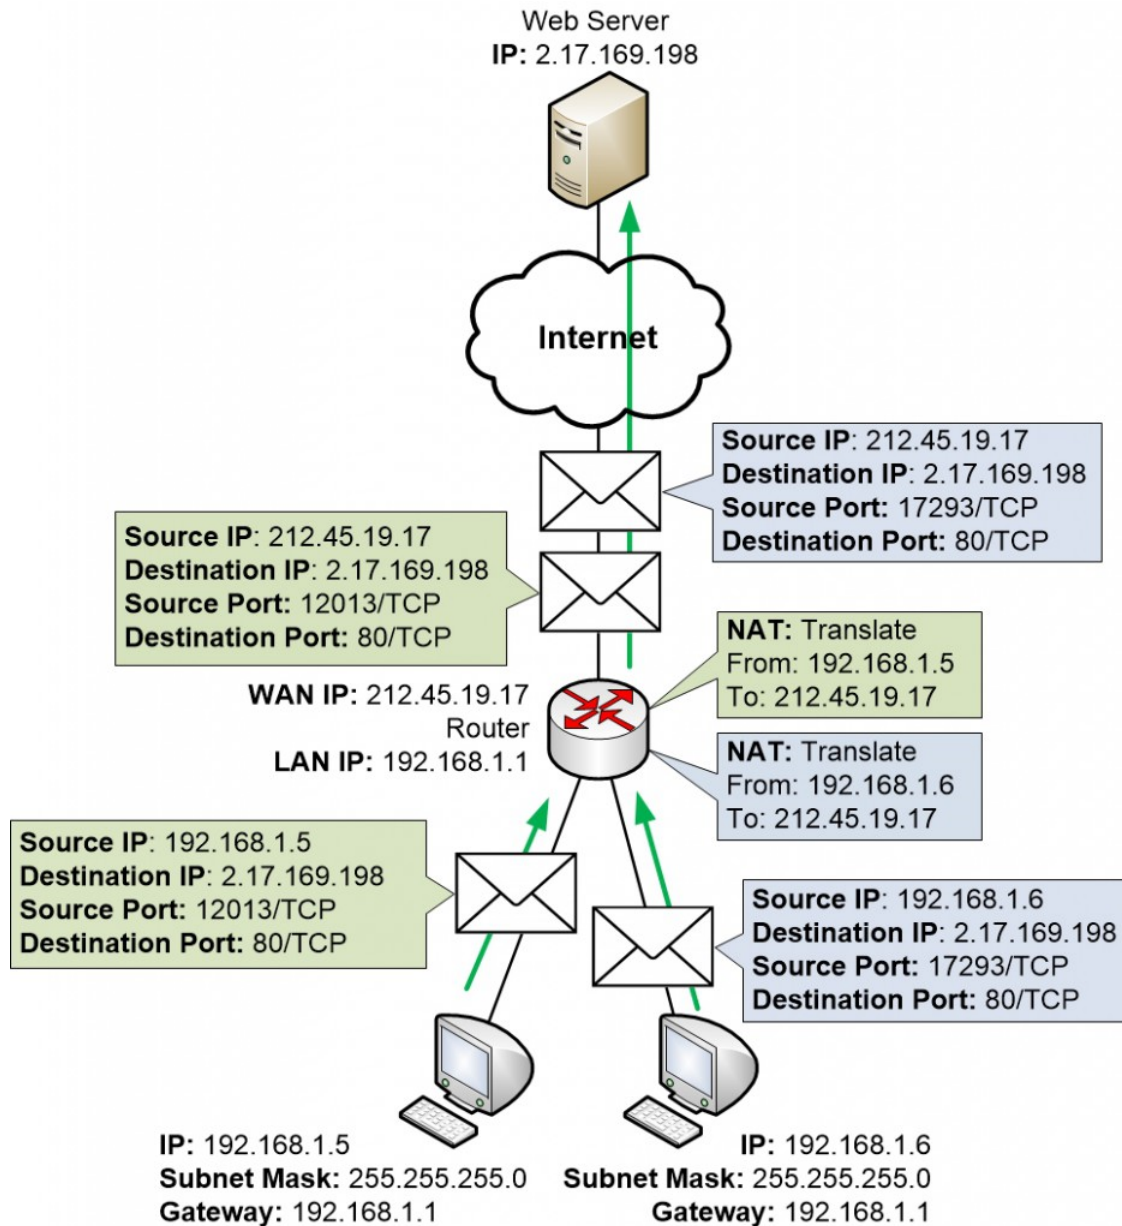 Web Server
IP: 2.17.169.198
Internet
Source IP: 212.45.19.17
Destination IP: 2.17.169.198
Source Port: 17293/TCP
Destination Port: 80/TCP
Source IP: 212.45.19.17
Destination IP: 2.17.169.198
Source Port: 12013/TCP
Destination Port: 80/TCP
NAT: Translate
From: 192.168.1.5
To: 212.45.19.17
WAN IP: 212.45.19.17
Router
LAN IP: 192.168.1.1
NAT: Translate
From: 192.168.1.6
To: 212.45.19.17
Source IP: 192.168.1.5
Destination IP: 2.17.169.198
Source Port: 12013/TCP
Destination Port: 80/TCP
Source IP: 192.168.1.6
Destination IP: 2.17.169.198
Source Port: 17293/TCP
Destination Port: 80/TCP
IP: 192.168.1.5
Subnet Mask: 255.255.255.0
Gateway: 192.168.1.1
IP: 192.168.1.6
Subnet Mask: 255.255.255.0
Gateway: 192.168.1.1